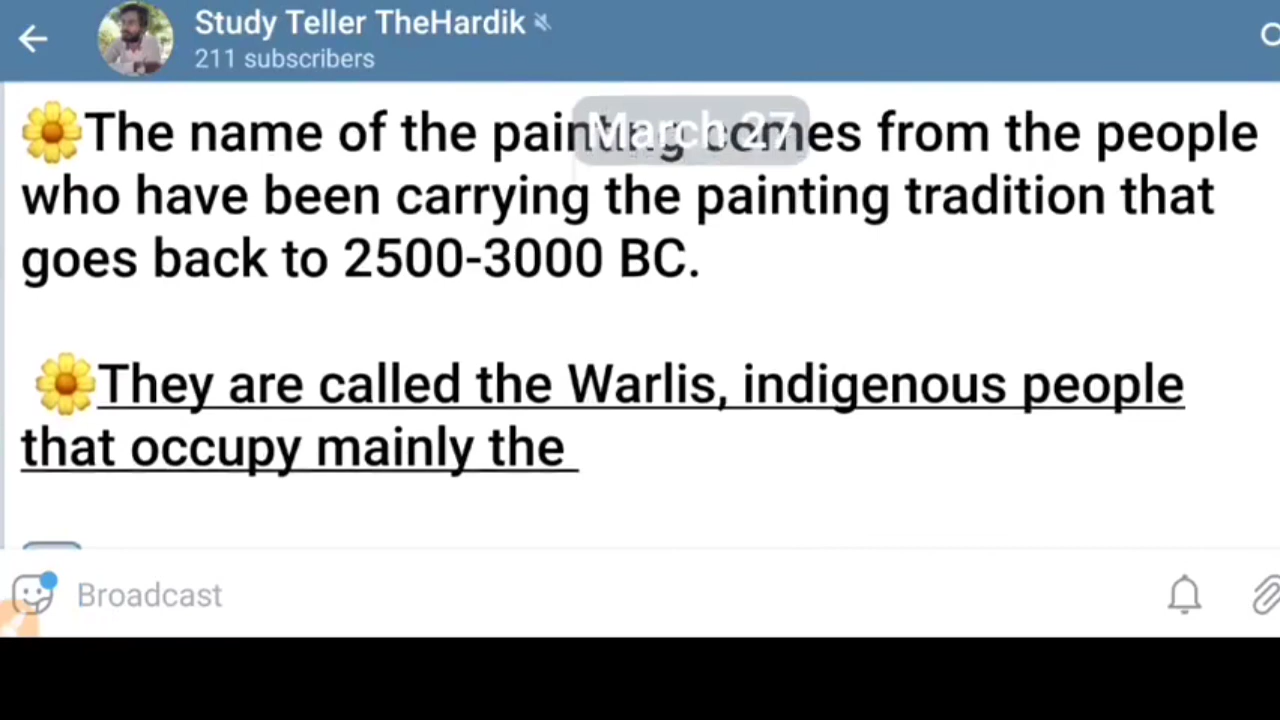 Study Teller TheHardik
211 subscribers
March 27
The name of the painting comes from the people
who have been carrying the painting tradition that
goes back to 2500-3000 BC.
They are called the Warlis, indigenous people
that occupy mainly the
Broadcast